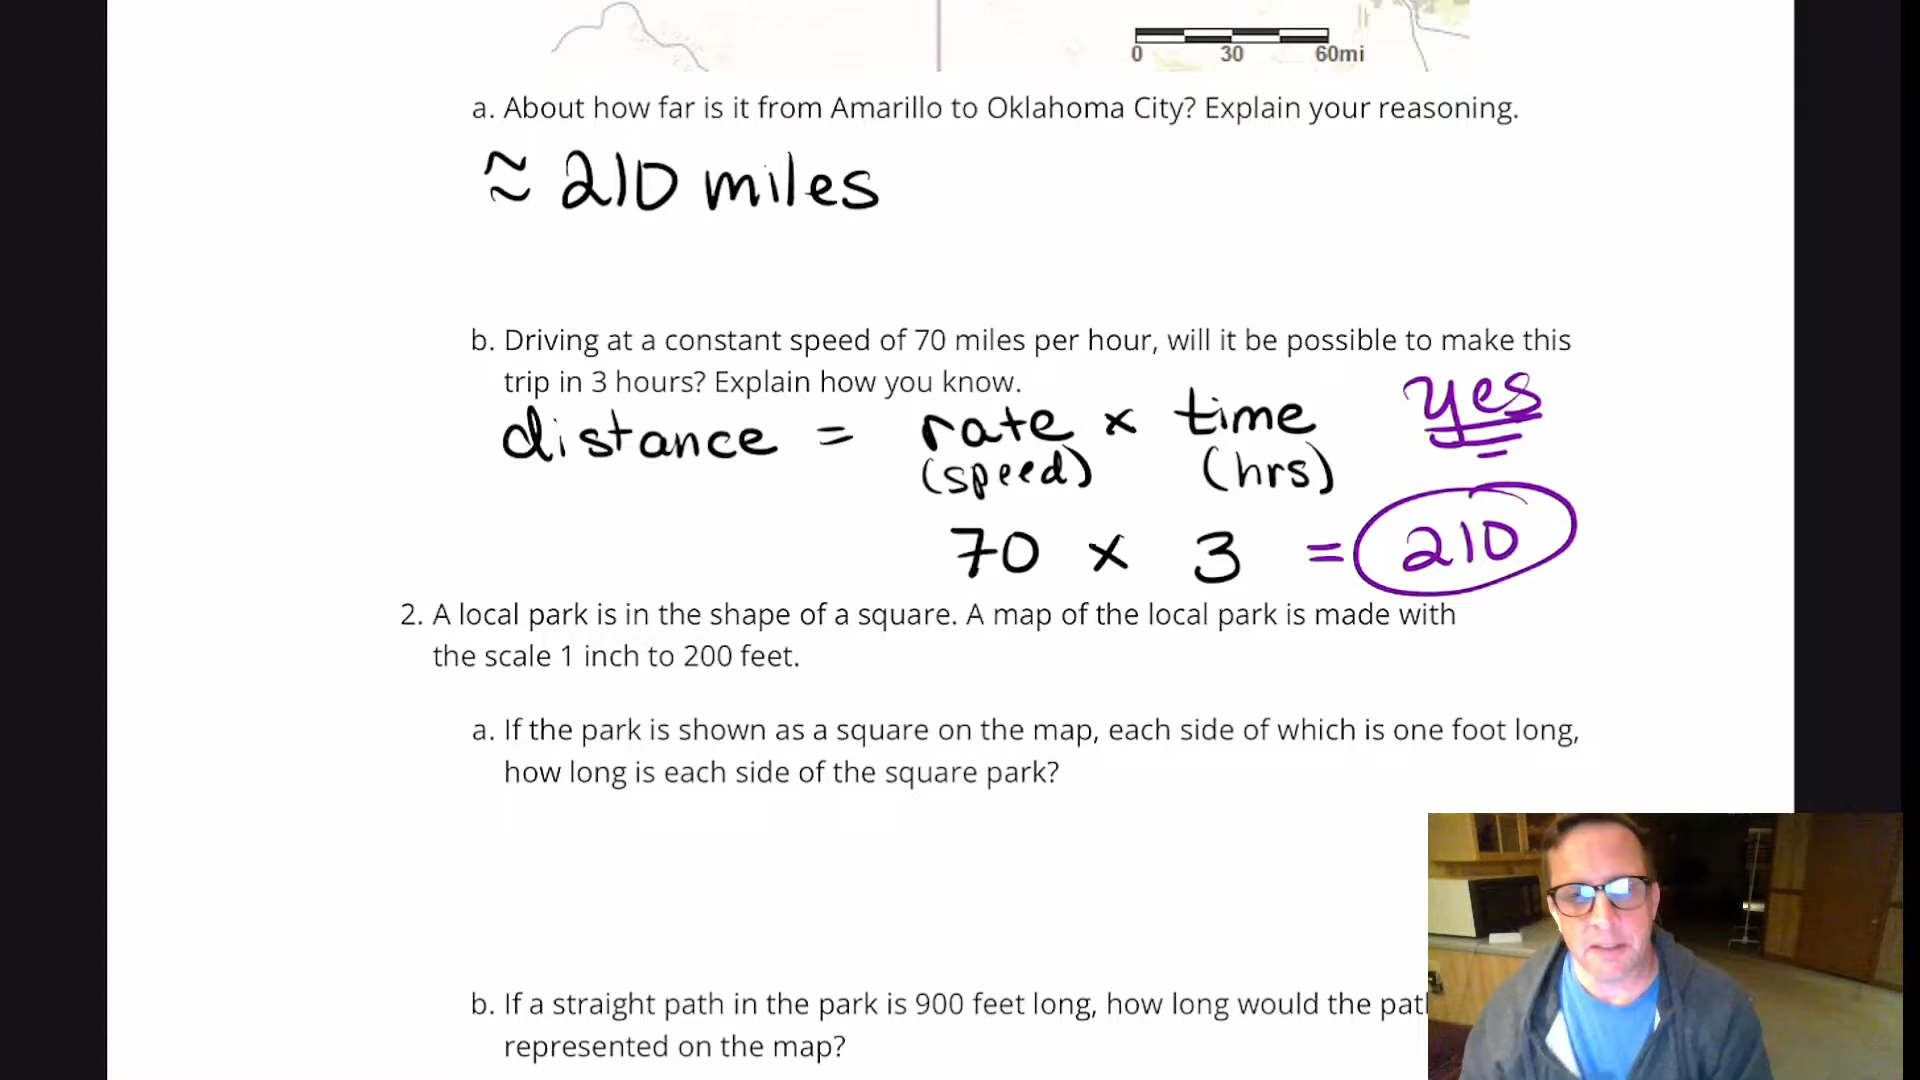 0 30 60mi
a. About how far is it from Amarillo to Oklahoma City? Explain your reasoning.
≈ 210 miles
b. Driving at a constant speed of 70 miles per hour, will it be possible to make this
trip in 3 hours? Explain how you know.
yes
distance = rate × time
(speed) (hrs)
70 × 3 = 210
2. A local park is in the shape of a square. A map of the local park is made with
the scale 1 inch to 200 feet.
a. If the park is shown as a square on the map, each side of which is one foot long,
how long is each side of the square park?
b. If a straight path in the park is 900 feet long, how long would the
represented on the map?